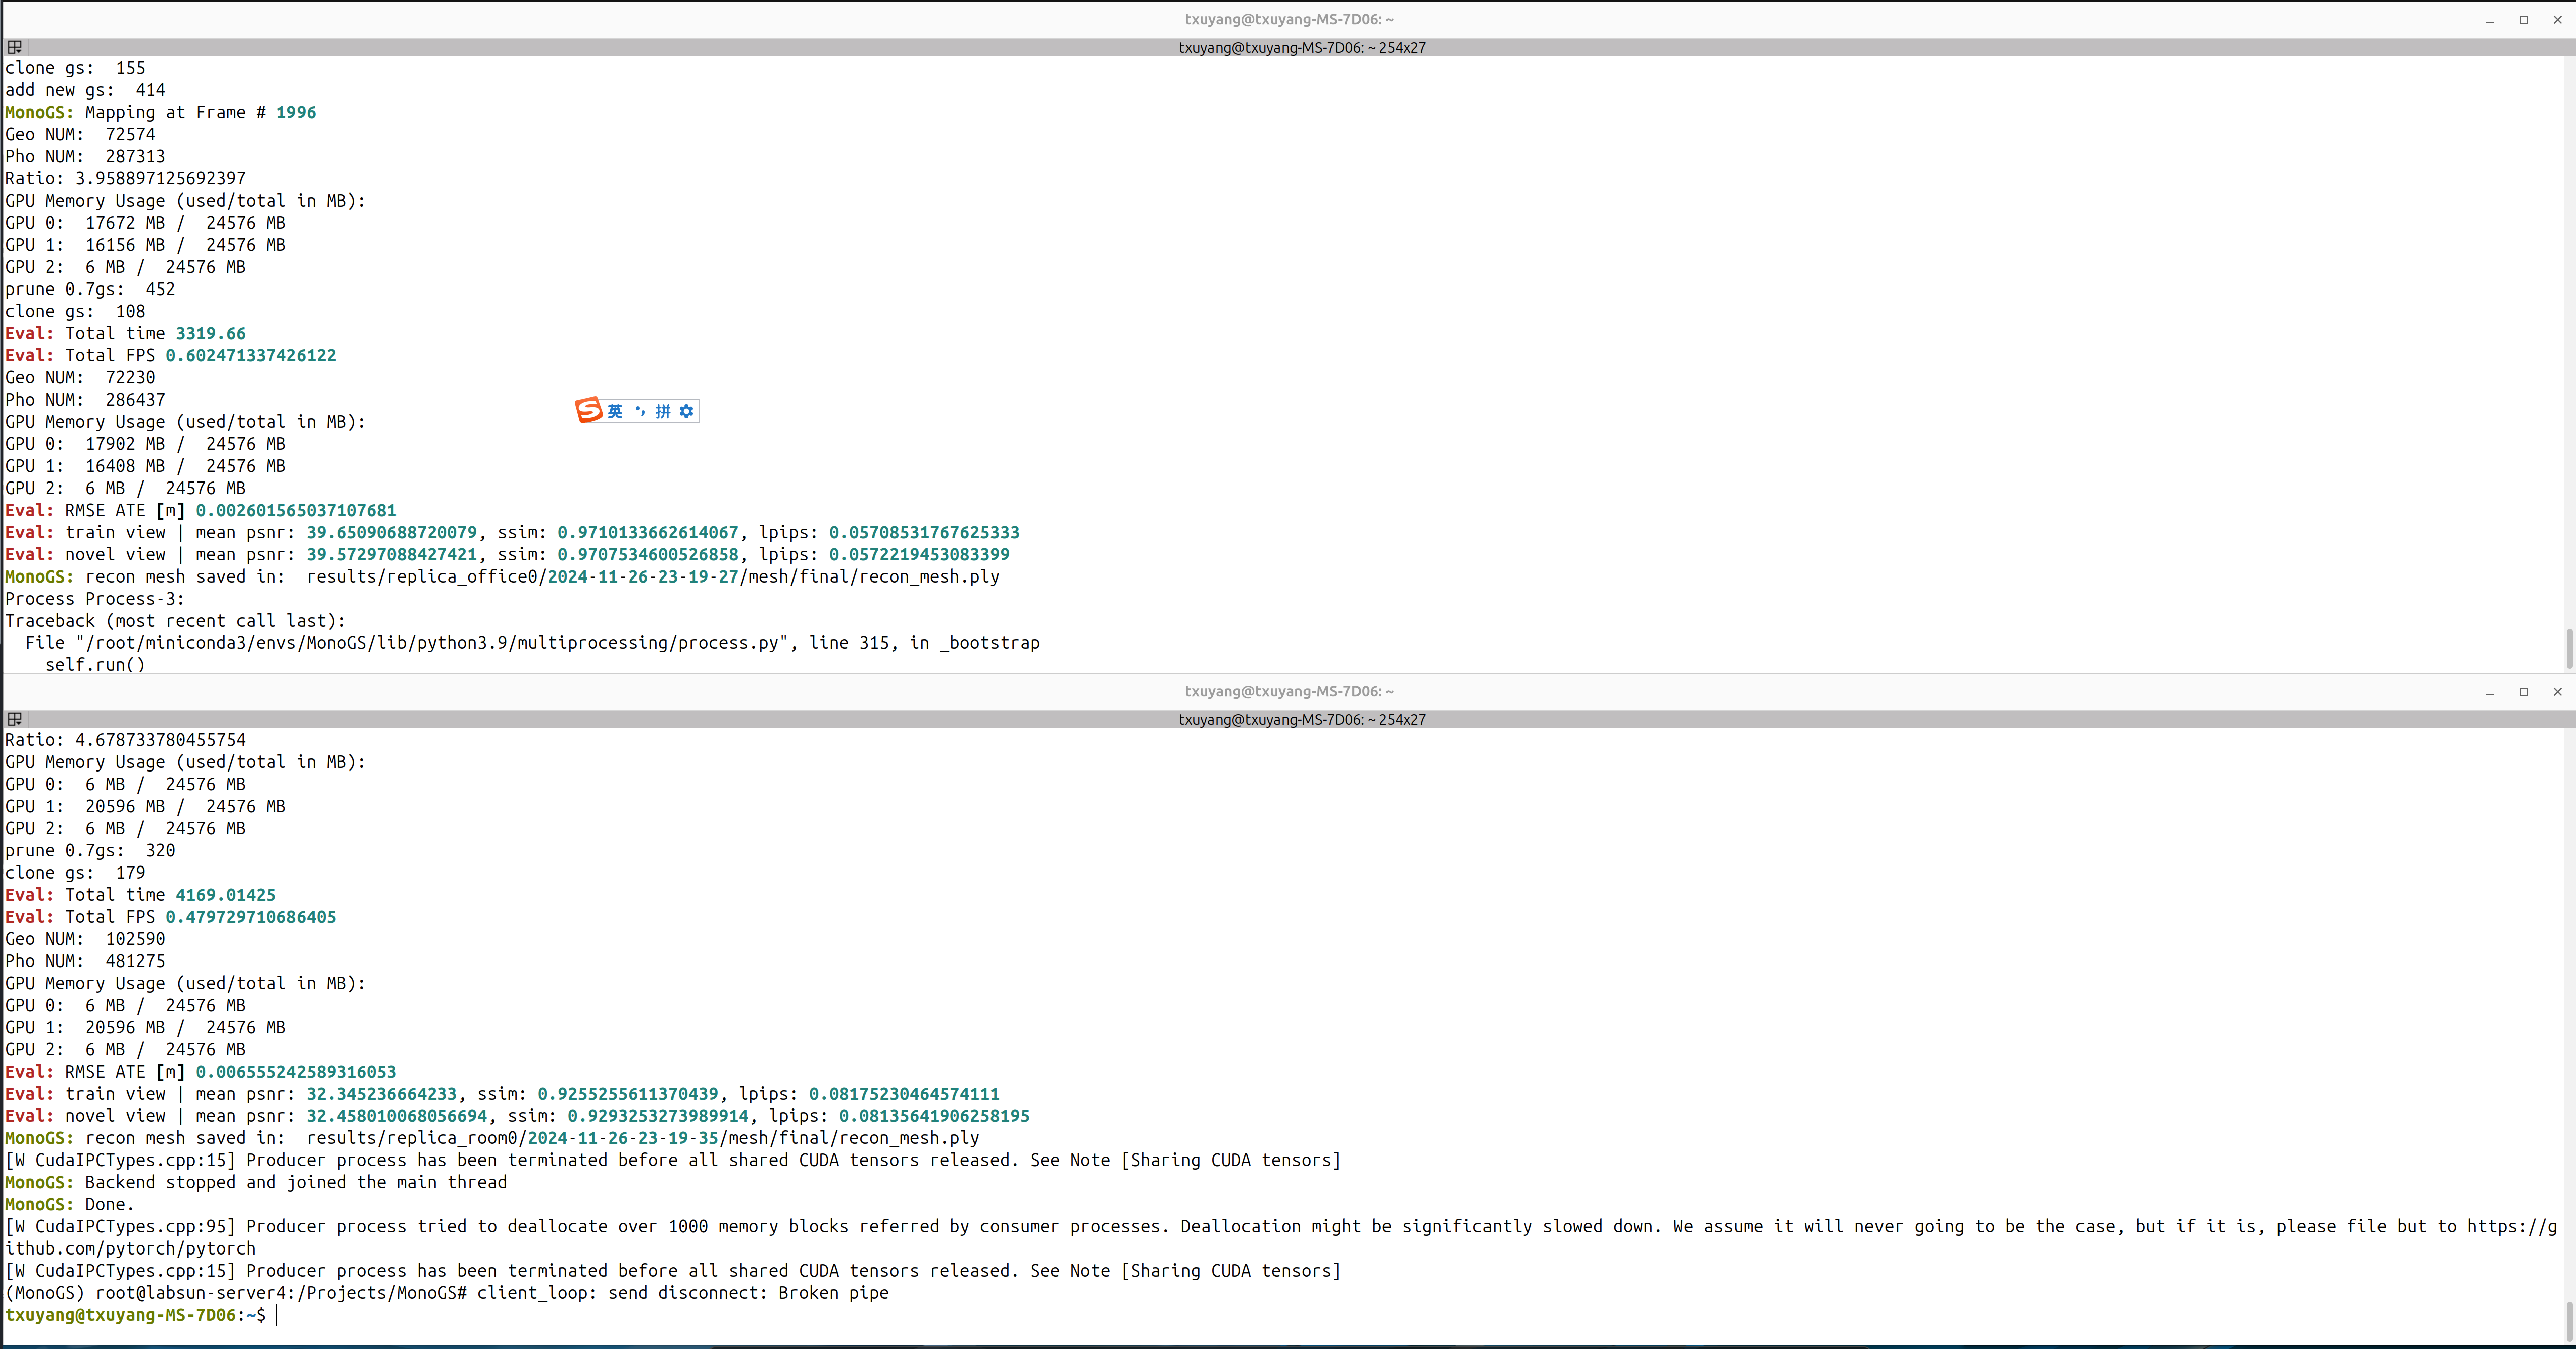 txuyang@txuyang-MS-7D06: ~
txuyang@txuyang-MS-7D06: ~ 254x27
clone gs:  155
add new gs:  414
MonoGS: Mapping at Frame # 1996
Geo NUM:  72574
Pho NUM:  287313
Ratio: 3.958897125692397
GPU Memory Usage (used/total in MB):
GPU 0:  17672 MB /  24576 MB
GPU 1:  16156 MB /  24576 MB
GPU 2:  6 MB /  24576 MB
prune 0.7gs:  452
clone gs:  108
Eval: Total time 3319.66
Eval: Total FPS 0.602471337426122
Geo NUM:  72230
Pho NUM:  286437
英 •, 拼
GPU Memory Usage (used/total in MB):
GPU 0:  17902 MB /  24576 MB
GPU 1:  16408 MB /  24576 MB
GPU 2:  6 MB /  24576 MB
Eval: RMSE ATE [m] 0.002601565037107681
Eval: train view | mean psnr: 39.65090688720079, ssim: 0.9710133662614067, lpips: 0.05708531767625333
Eval: novel view | mean psnr: 39.57297088427421, ssim: 0.9707534600526858, lpips: 0.0572219453083399
MonoGS: recon mesh saved in:  results/replica_office0/2024-11-26-23-19-27/mesh/final/recon_mesh.ply
Process Process-3:
Traceback (most recent call last):
  File "/root/miniconda3/envs/MonoGS/lib/python3.9/multiprocessing/process.py", line 315, in _bootstrap
    self.run()
txuyang@txuyang-MS-7D06: ~
txuyang@txuyang-MS-7D06: ~ 254x27
Ratio: 4.678733780455754
GPU Memory Usage (used/total in MB):
GPU 0:  6 MB /  24576 MB
GPU 1:  20596 MB /  24576 MB
GPU 2:  6 MB /  24576 MB
prune 0.7gs:  320
clone gs:  179
Eval: Total time 4169.01425
Eval: Total FPS 0.479729710686405
Geo NUM:  102590
Pho NUM:  481275
GPU Memory Usage (used/total in MB):
GPU 0:  6 MB /  24576 MB
GPU 1:  20596 MB /  24576 MB
GPU 2:  6 MB /  24576 MB
Eval: RMSE ATE [m] 0.006555242589316053
Eval: train view | mean psnr: 32.345236664233, ssim: 0.9255255611370439, lpips: 0.08175230464574111
Eval: novel view | mean psnr: 32.458010068056694, ssim: 0.9293253273989914, lpips: 0.08135641906258195
MonoGS: recon mesh saved in:  results/replica_room0/2024-11-26-23-19-35/mesh/final/recon_mesh.ply
[W CudaIPCTypes.cpp:15] Producer process has been terminated before all shared CUDA tensors released. See Note [Sharing CUDA tensors]
MonoGS: Backend stopped and joined the main thread
MonoGS: Done.
[W CudaIPCTypes.cpp:95] Producer process tried to deallocate over 1000 memory blocks referred by consumer processes. Deallocation might be significantly slowed down. We assume it will never going to be the case, but if it is, please file but to https://g
ithub.com/pytorch/pytorch
[W CudaIPCTypes.cpp:15] Producer process has been terminated before all shared CUDA tensors released. See Note [Sharing CUDA tensors]
(MonoGS) root@labsun-server4:/Projects/MonoGS# client_loop: send disconnect: Broken pipe
txuyang@txuyang-MS-7D06:~$